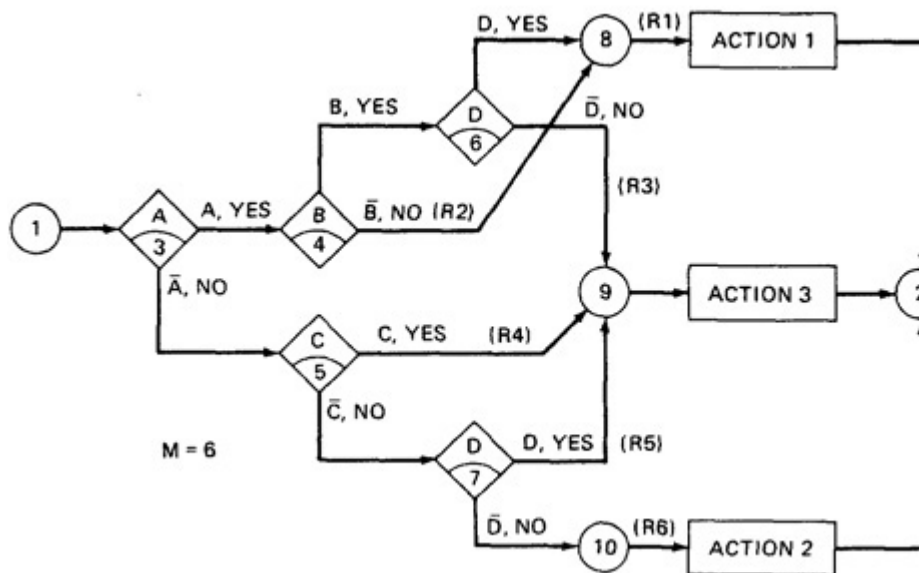 D, YES
8
(R1)
ACTION 1
B, YES
D
6
D̅, NO
(R3)
1
A
3
A, YES
B
4
B̅, NO (R2)
A̅, NO
9
ACTION 3
2
C
5
C, YES
(R4)
C̅, NO
M = 6
D
7
D, YES
(R5)
D̅, NO
10
(R6)
ACTION 2